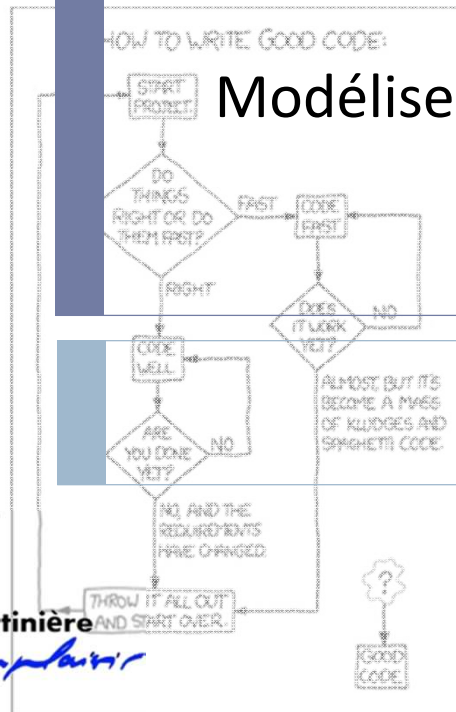 HOW TO WRITE GOOD CODE:
Modélise
START
PROJECT.
DO
THINGS
RIGHT OR DO
THEM FAST?
FAST
CODE
FAST
RIGHT
DOES
IT WORK
YET?
NO
CODE
WELL
ALMOST, BUT IT'S
BECOME A MASS
OF KLUDGES AND
SPAGHETTI CODE.
ARE
YOU DONE
YET?
NO
NO, AND THE
REQUIREMENTS
HAVE CHANGED.
THROW IT ALL OUT
AND START OVER.
tinière
?
GOOD
CODE